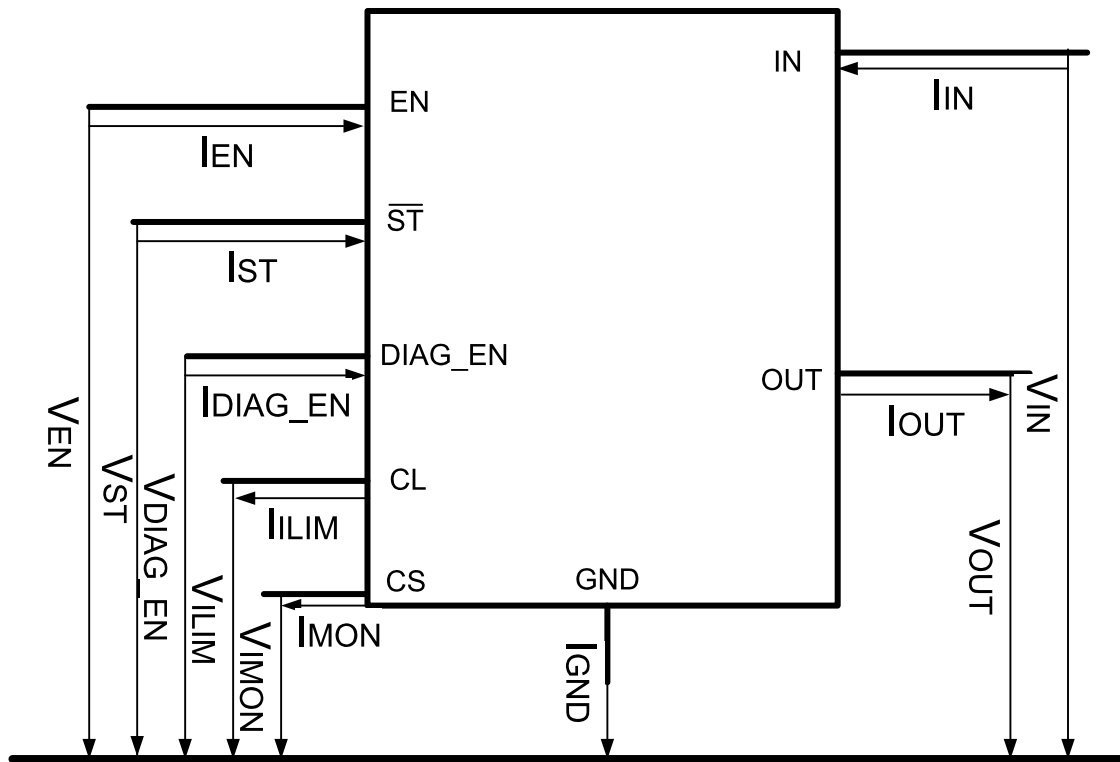 IN
IIN
EN
IEN
S̅T̅
IST
DIAG_EN
IDIAG_EN
OUT
IOUT
CL
IILIM
CS
IMON
GND
IGND
VEN
VST
VDIAG_EN
VILIM
VIMON
VOUT
VIN